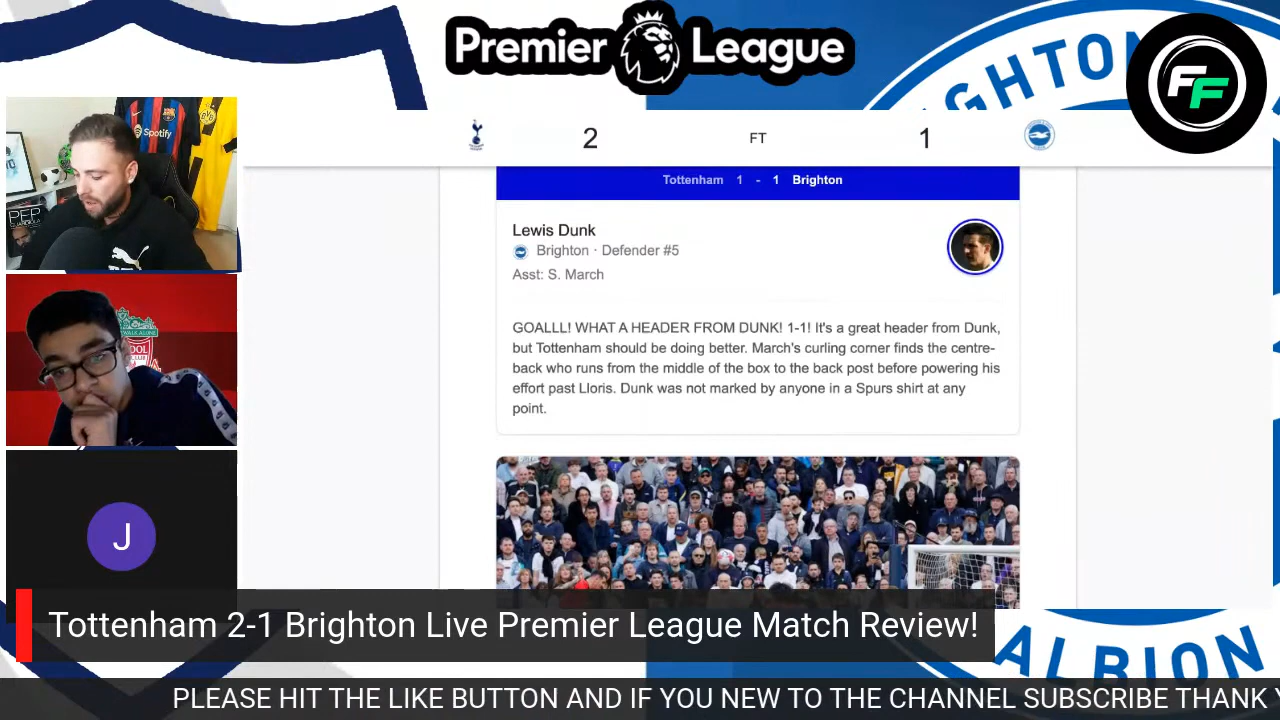 Premier League
GHTON
FF
Spotify
PEP
2 FT 1
Tottenham 1 - 1 Brighton
Lewis Dunk
Brighton · Defender #5
Asst: S. March
GOALLL! WHAT A HEADER FROM DUNK! 1-1! It's a great header from Dunk,
but Tottenham should be doing better. March's curling corner finds the centre-
back who runs from the middle of the box to the back post before powering his
effort past Lloris. Dunk was not marked by anyone in a Spurs shirt at any
point.
J
Tottenham 2-1 Brighton Live Premier League Match Review!
ALBION
PLEASE HIT THE LIKE BUTTON AND IF YOU NEW TO THE CHANNEL SUBSCRIBE THANK Y